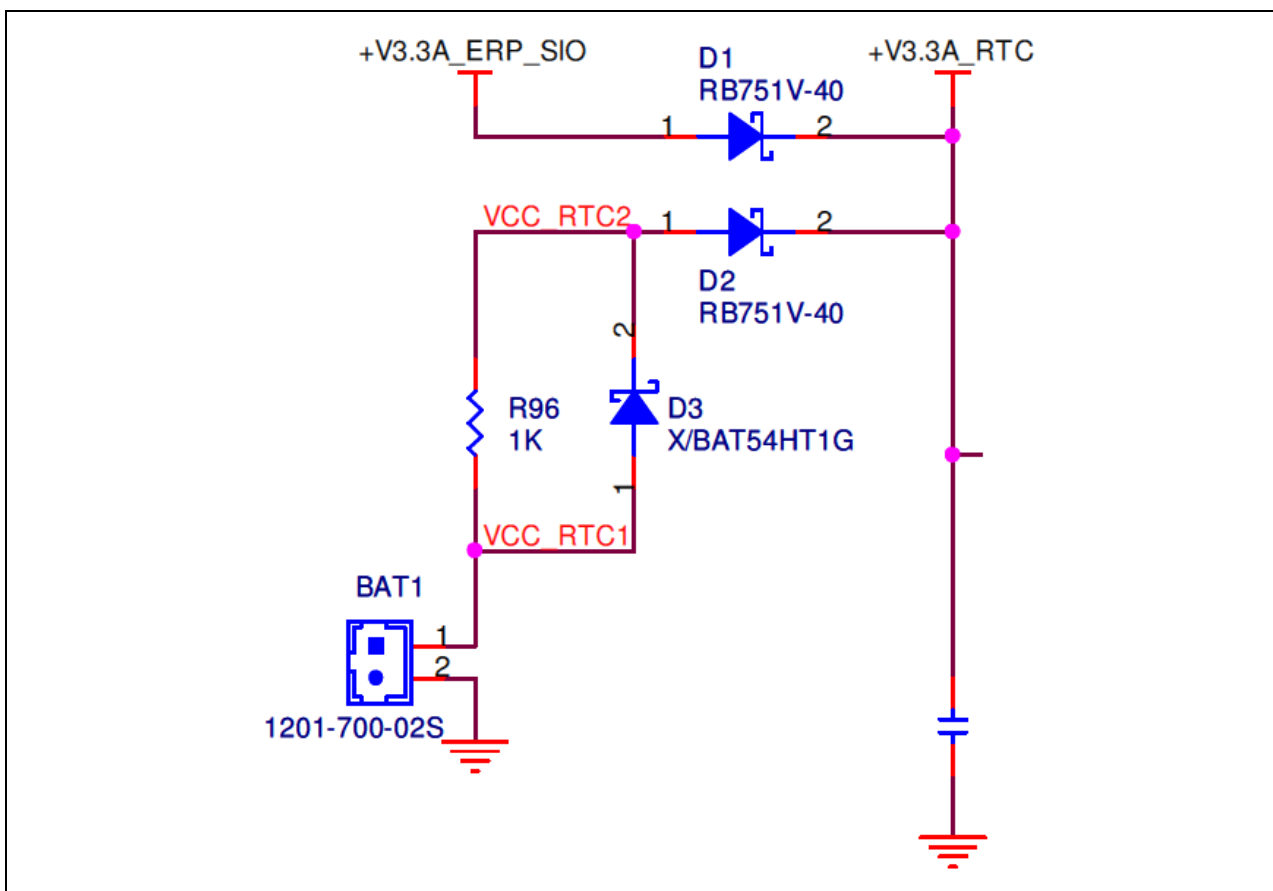 +V3.3A_ERP_SIO
D1
RB751V-40
+V3.3A_RTC
1
2
VCC_RTC2
1
2
D2
RB751V-40
2
R96
1K
D3
X/BAT54HT1G
1
VCC_RTC1
BAT1
1
2
1201-700-02S